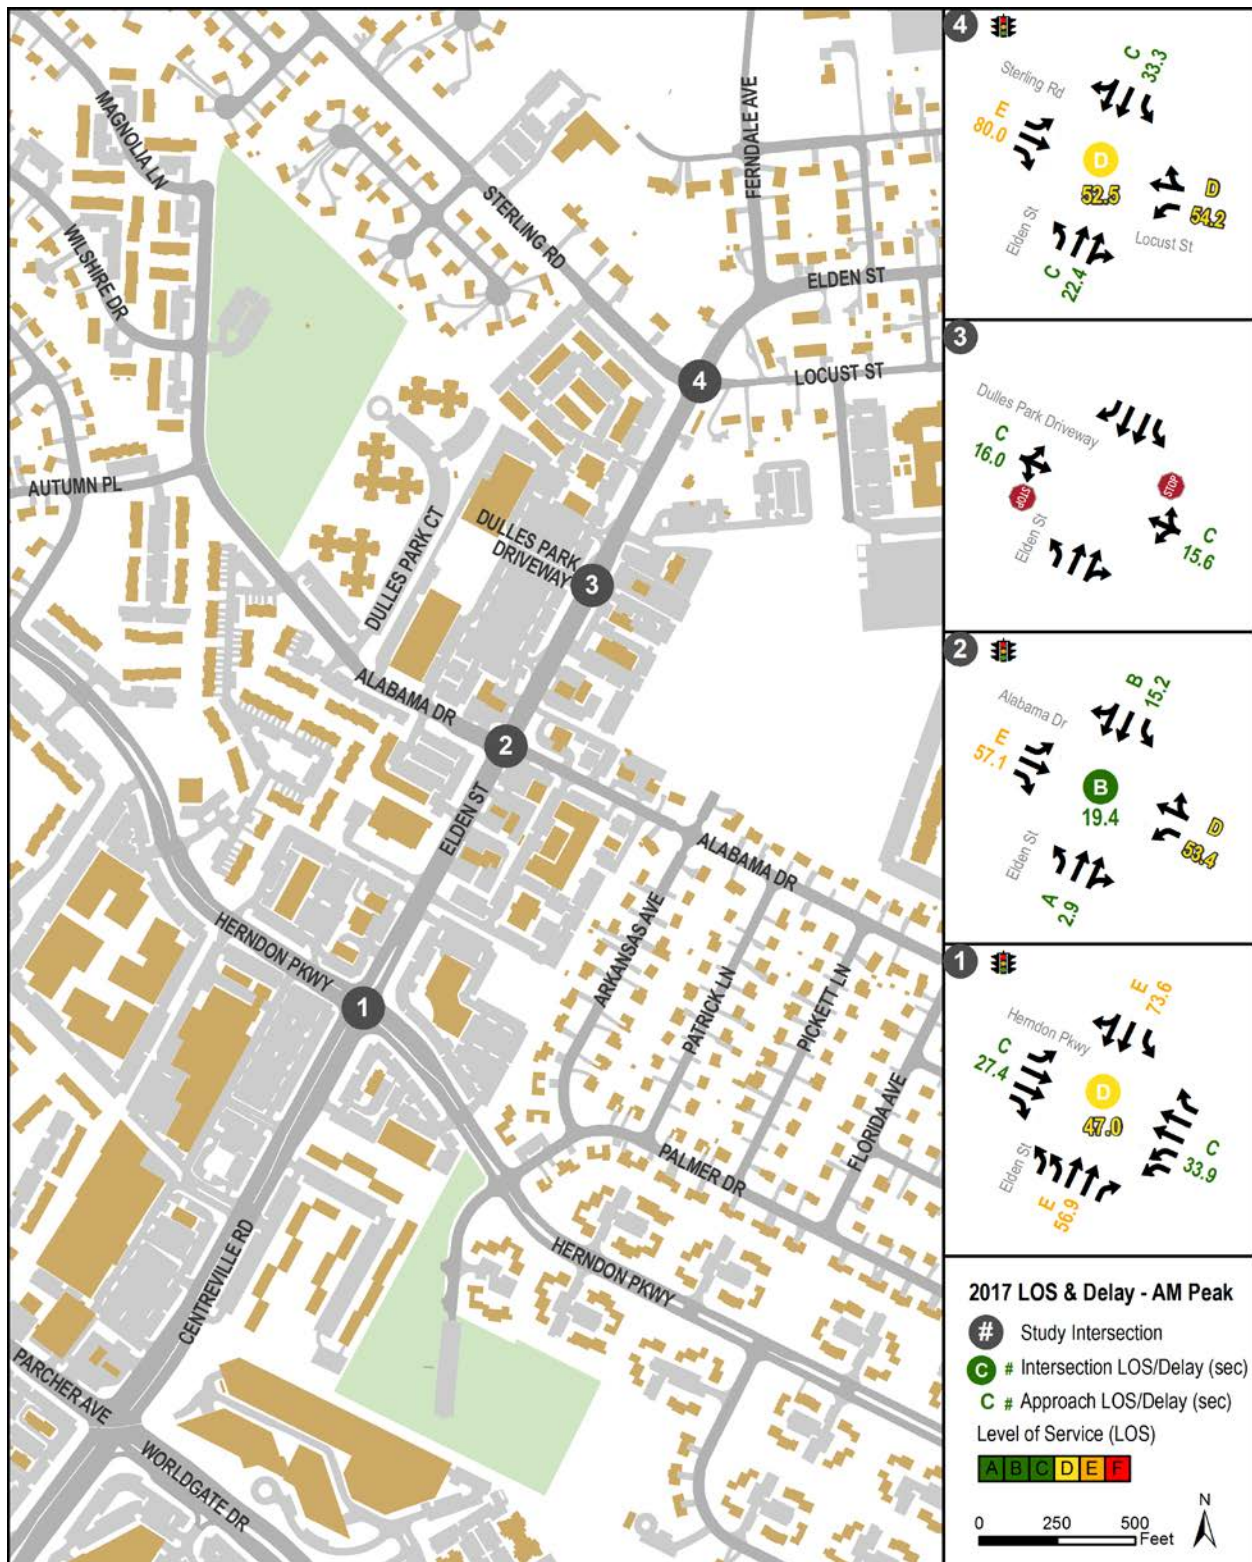 MAGNOLIA LN
WILSHIRE DR
STERLING RD
FERNDALE AVE
ELDEN ST
LOCUST ST
4
AUTUMN PL
DULLES PARK CT
DULLES PARK
DRIVEWAY
3
ALABAMA DR
2
ELDEN ST
ALABAMA DR
HERNDON PKWY
1
ARKANSAS AVE
PATRICK LN
PICKETT LN
FLORIDA AVE
PALMER DR
HERNDON PKWY
CENTREVILLE RD
PARCHER AVE
WORLDGATE DR
4
Sterling Rd
C
33.3
E
80.0
D
52.5
D
54.2
Elden St
Locust St
C
22.4
3
Dulles Park Driveway
C
16.0
STOP
STOP
Elden St
C
15.6
2
Alabama Dr
B
15.2
E
57.1
B
19.4
D
53.4
Elden St
A
2.9
1
Herndon Pkwy
E
73.6
C
27.4
D
47.0
C
33.9
Elden St
E
56.9
2017 LOS & Delay - AM Peak
# Study Intersection
C # Intersection LOS/Delay (sec)
C # Approach LOS/Delay (sec)
Level of Service (LOS)
A B C D E F
N
0 250 500
Feet